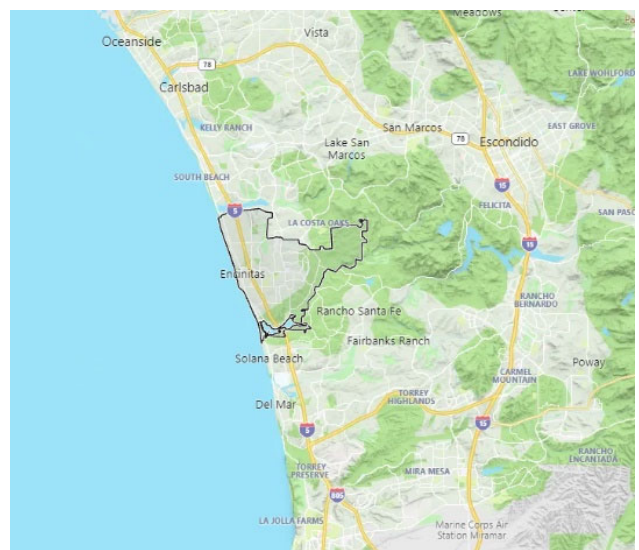 Meadows
Oceanside
Vista
78
LAKE WOHLFORD
Carlsbad
KELLY RANCH
San Marcos
EAST GROVE
78
Escondido
Lake San
Marcos
SOUTH BEACH
15
FELICITA
5
LA COSTA OAKS
SAN PASQ
15
Encinitas
RANCHO
BERNARDO
Rancho Santa Fe
Fairbanks Ranch
Solana Beach
Poway
CARMEL
MOUNTAIN
TORREY
HIGHLANDS
Del Mar
15
5
RANCHO
ENCANTADA
TORREY
PRESERVE
MIRA MESA
805
LA JOLLA FARMS
Marine Corps Air
Station Miramar